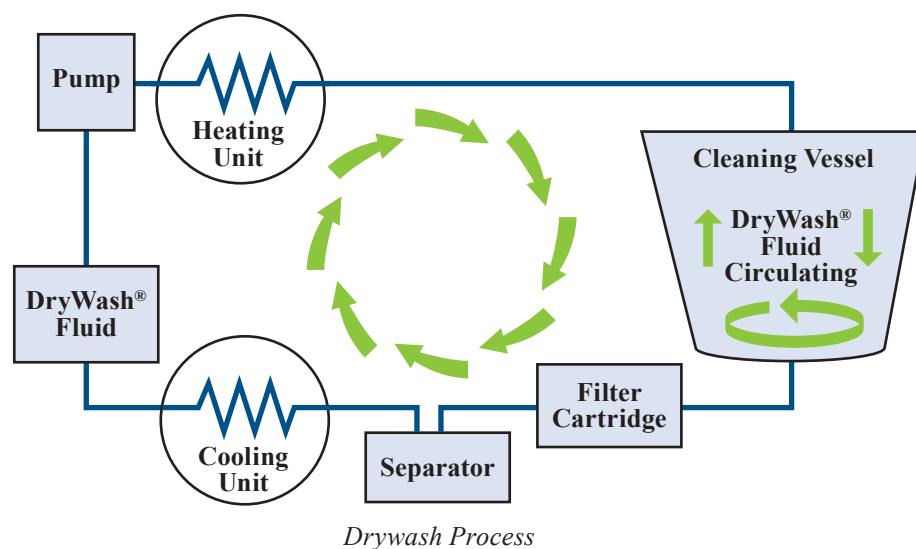 Pump
Heating
Unit
Cleaning Vessel
DryWash®
Fluid
Circulating
DryWash®
Fluid
Filter
Cartridge
Cooling
Unit
Separator
Drywash Process